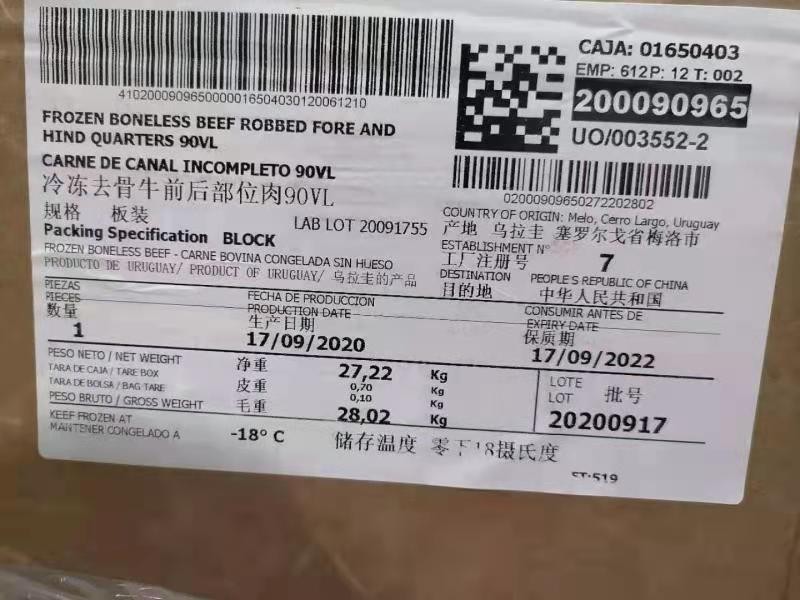 CAJA: 01650403
EMP: 612 P: 12 T: 002
200090965
UO/003552-2
4102000909650000016504030120061210
FROZEN BONELESS BEEF ROBBED FORE AND
HIND QUARTERS 90VL
CARNE DE CANAL INCOMPLETO 90VL
冷冻去骨牛前后部位肉90VL
规格 板装
LAB LOT 20091755
Packing Specification BLOCK
FROZEN BONELESS BEEF - CARNE BOVINA CONGELADA SIN HUESO
PRODUCTO DE URUGUAY/ PRODUCT OF URUGUAY/ 乌拉圭的产品
02000909650272202802
COUNTRY OF ORIGIN: Melo, Cerro Largo, Uruguay
产地 乌拉圭 塞罗尔戈省梅洛市
ESTABLISHMENT N°
工厂注册号 7
DESTINATION PEOPLE'S REPUBLIC OF CHINA
目的地 中华人民共和国
PIEZAS
PIECES
数量
1
FECHA DE PRODUCCION
PRODUCTION DATE
生产日期
17/09/2020
CONSUMIR ANTES DE
EXPIRY DATE
保质期
17/09/2022
PESO NETO / NET WEIGHT 净重 27,22 Kg
TARA DE CAJA / TARE BOX 皮重 0,70 Kg
TARA DE BOLSA / BAG TARE 0,10 Kg
PESO BRUTO / GROSS WEIGHT 毛重 28,02 Kg
LOTE
LOT 批号
20200917
KEEP FROZEN AT
MANTENER CONGELADO A -18° C 储存温度 零下18摄氏度